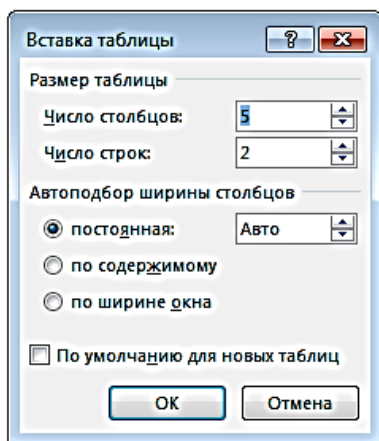 Вставка таблицы
Размер таблицы
Число столбцов: 5
Число строк: 2
Автоподбор ширины столбцов
постоянная: Авто
по содержимому
по ширине окна
По умолчанию для новых таблиц
ОК Отмена